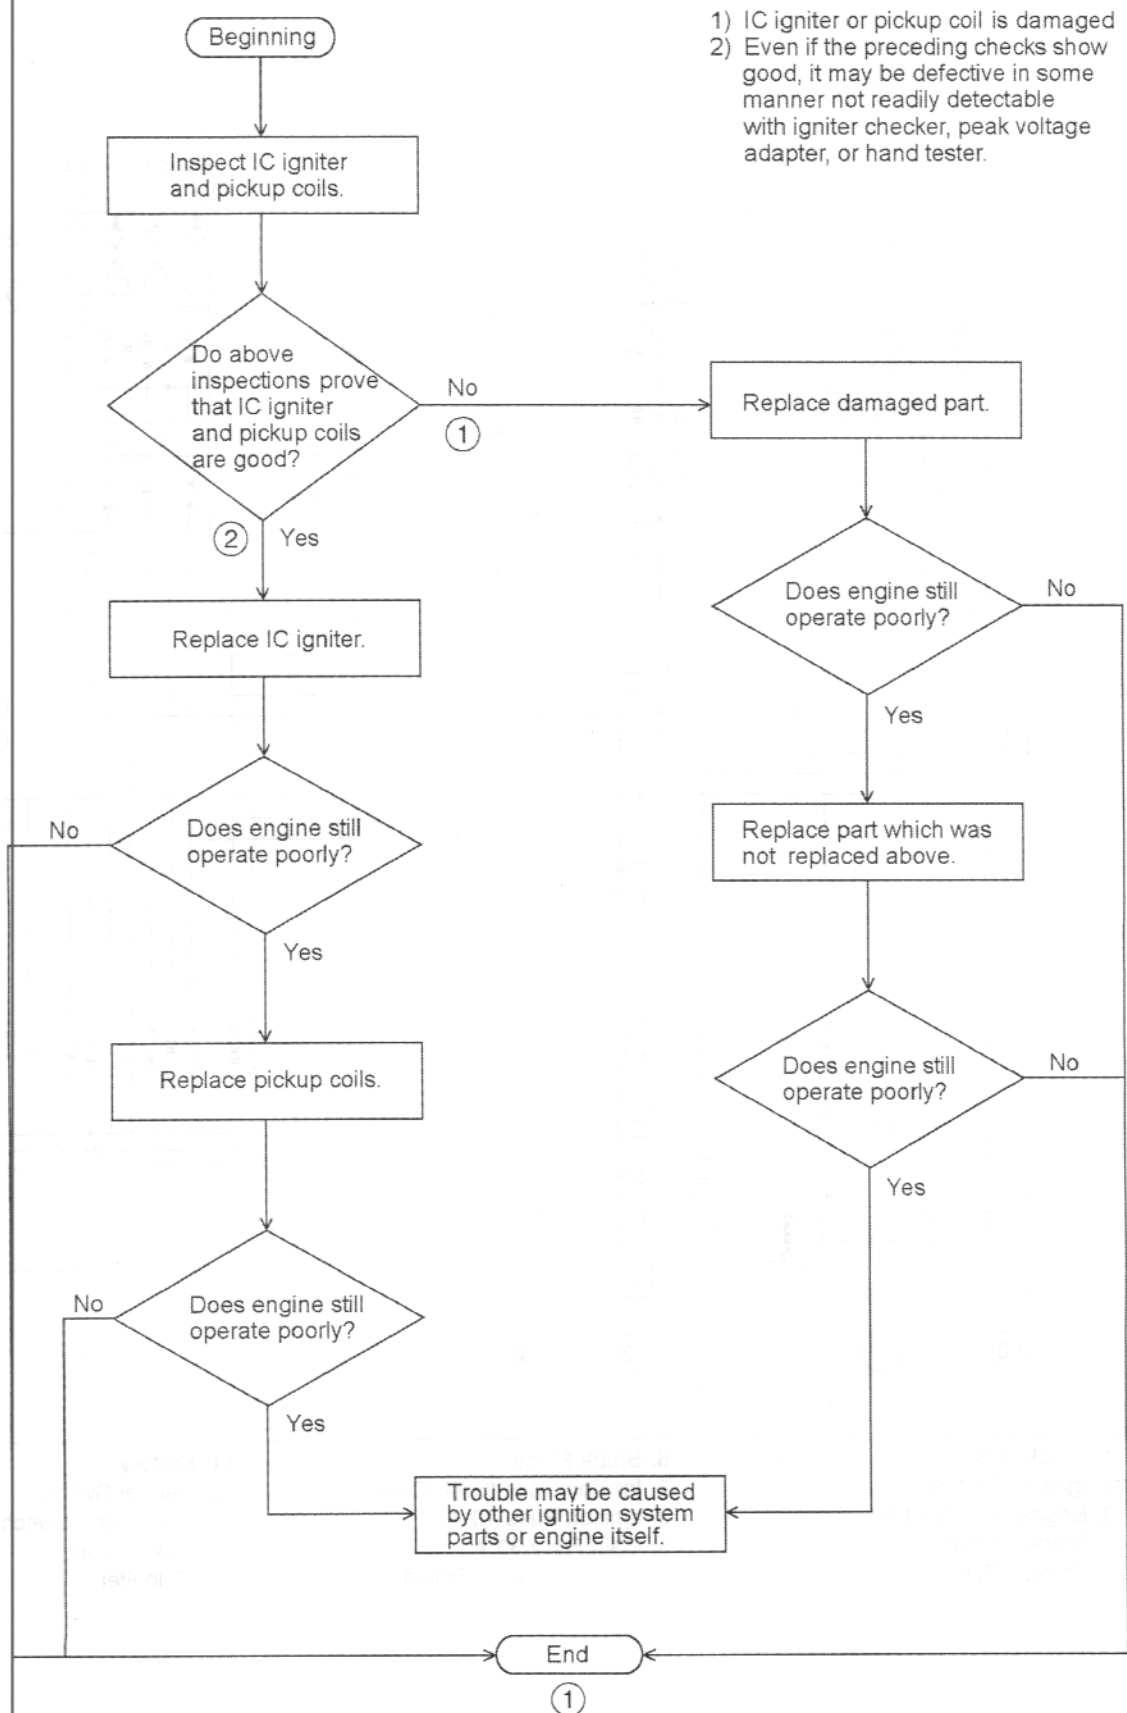 Beginning
1) IC igniter or pickup coil is damaged
2) Even if the preceding checks show
good, it may be defective in some
manner not readily detectable
with igniter checker, peak voltage
adapter, or hand tester.
Inspect IC igniter
and pickup coils.
Do above
inspections prove
that IC igniter
and pickup coils
are good?
No
1
Replace damaged part.
2
Yes
Does engine still
operate poorly?
No
Replace IC igniter.
Yes
No
Does engine still
operate poorly?
Replace part which was
not replaced above.
Yes
Replace pickup coils.
Does engine still
operate poorly?
No
Yes
No
Does engine still
operate poorly?
Yes
Trouble may be caused
by other ignition system
parts or engine itself.
End
1